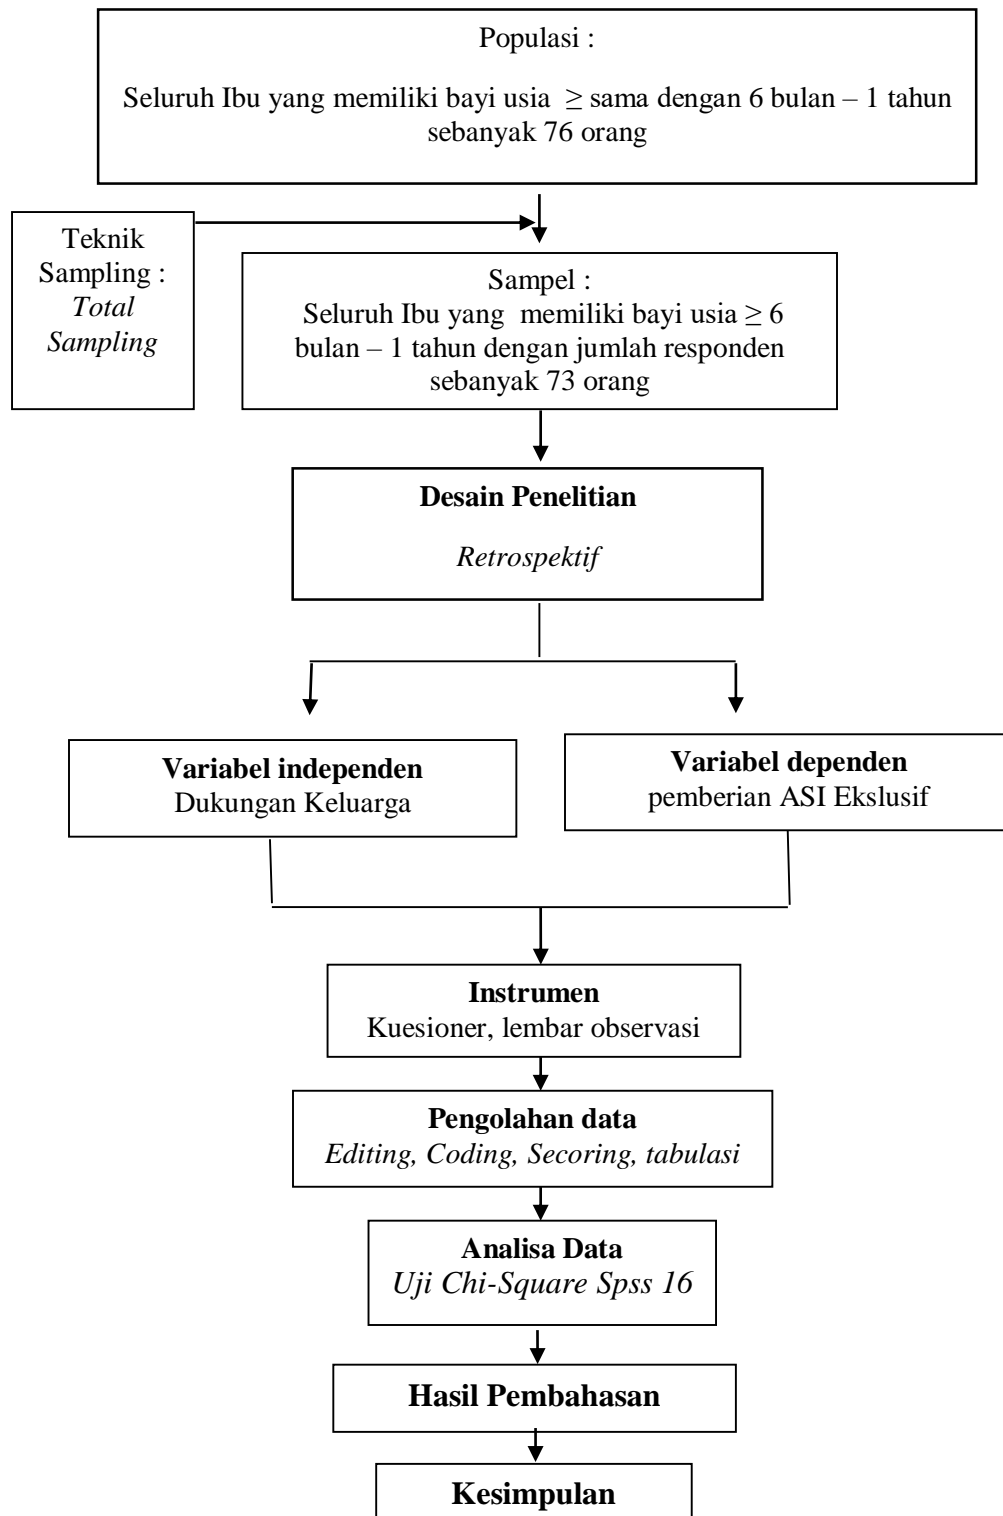 Populasi :
Seluruh Ibu yang memiliki bayi usia ≥ sama dengan 6 bulan – 1 tahun
sebanyak 76 orang
Teknik
Sampling :
Total
Sampling
Sampel :
Seluruh Ibu yang memiliki bayi usia ≥ 6
bulan – 1 tahun dengan jumlah responden
sebanyak 73 orang
Desain Penelitian
Retrospektif
Variabel independen
Dukungan Keluarga
Variabel dependen
pemberian ASI Ekslusif
Instrumen
Kuesioner, lembar observasi
Pengolahan data
Editing, Coding, Secoring, tabulasi
Analisa Data
Uji Chi-Square Spss 16
Hasil Pembahasan
Kesimpulan